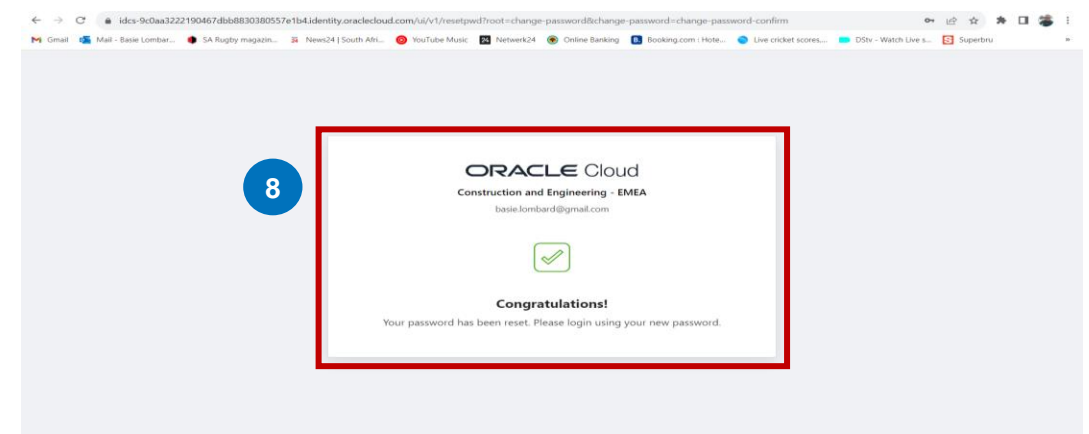 idcs-9c0aa3222190467dbb8830380557e1b4.identity.oraclecloud.com/ui/v1/resetpwd?root=change-password&change-password=change-password-confirm
Gmail Mail - Basie Lombar... SA Rugby magazin... News24 | South Afri... YouTube Music Netwerk24 Online Banking Booking.com : Hote... Live cricket scores,... DStv - Watch Live s... Superbru »
8
ORACLE Cloud
Construction and Engineering - EMEA
basie.lombard@gmail.com
Congratulations!
Your password has been reset. Please login using your new password.